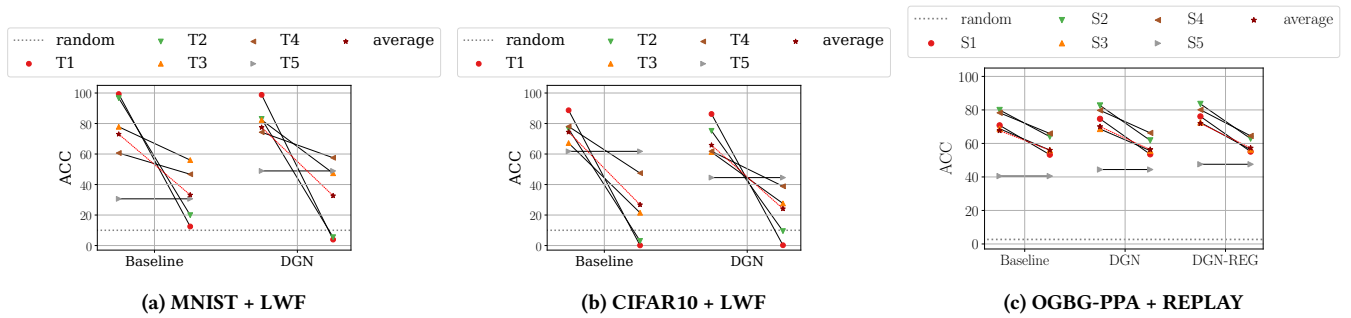 random T2 T4 average
T1 T3 T5
100
80
60
40
20
0
ACC
Baseline DGN
(a) MNIST + LWF
random T2 T4 average
T1 T3 T5
100
80
60
40
20
0
ACC
Baseline DGN
(b) CIFAR10 + LWF
random S2 S4 average
S1 S3 S5
100
80
60
40
20
0
ACC
Baseline DGN DGN-REG
(c) OGBG-PPA + REPLAY